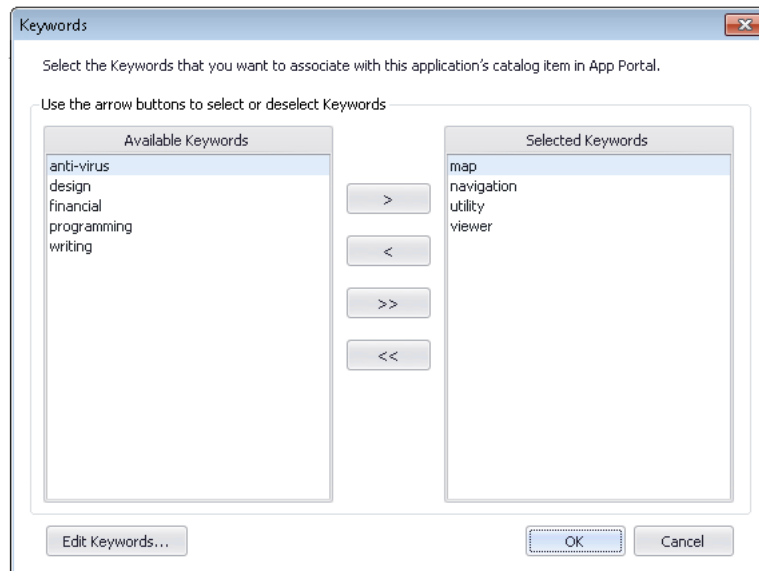 Keywords
Select the Keywords that you want to associate with this application's catalog item in App Portal.
Use the arrow buttons to select or deselect Keywords
Available Keywords
anti-virus
design
financial
programming
writing
>
<
>>
<<
Selected Keywords
map
navigation
utility
viewer
Edit Keywords...
OK
Cancel